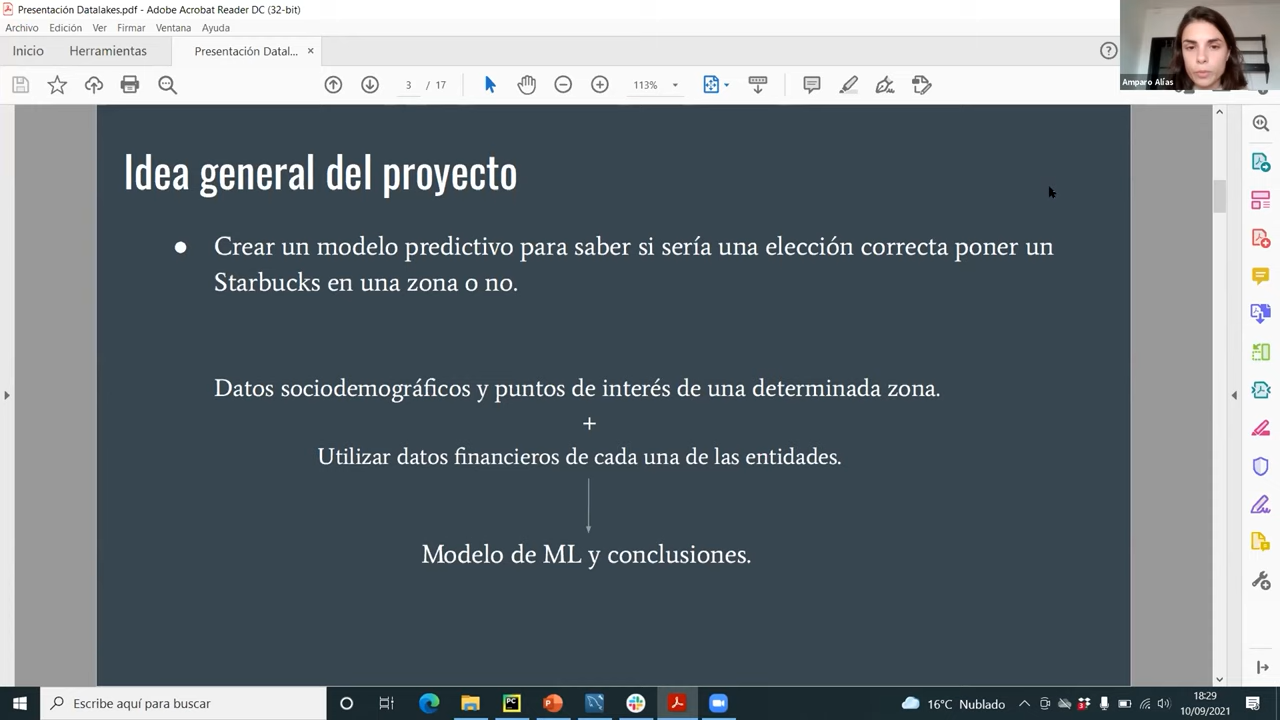 Presentación Datalakes.pdf - Adobe Acrobat Reader DC (32-bit)
Archivo Edición Ver Firmar Ventana Ayuda
Inicio Herramientas Presentación Datal... ×
3 / 17 113%
Amparo Alías
Idea general del proyecto
● Crear un modelo predictivo para saber si sería una elección correcta poner un
Starbucks en una zona o no.
Datos sociodemográficos y puntos de interés de una determinada zona.
+
Utilizar datos financieros de cada una de las entidades.
Modelo de ML y conclusiones.
Escribe aquí para buscar
16°C Nublado
18:29
10/09/2021